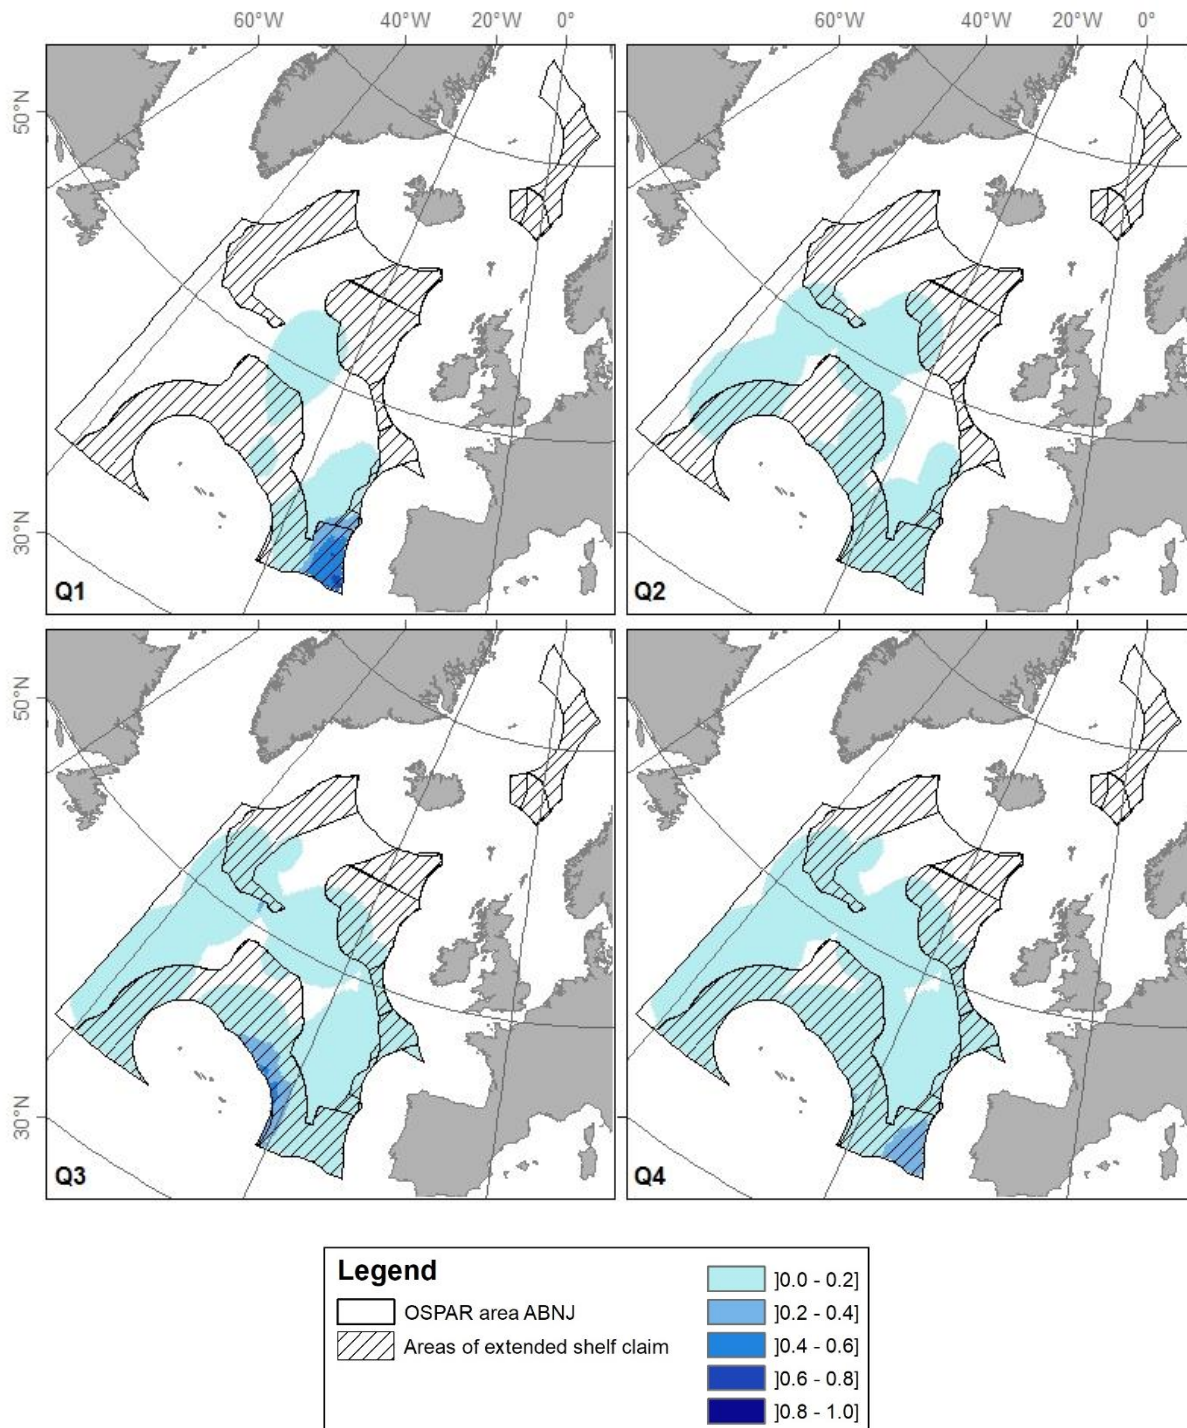 60°W 40°W 20°W 0° 60°W 40°W 20°W 0°
50°N
30°N
Q1 Q2
50°N
30°N
Q3 Q4
Legend
OSPAR area ABNJ
Areas of extended shelf claim
]0.0 - 0.2]
]0.2 - 0.4]
]0.4 - 0.6]
]0.6 - 0.8]
]0.8 - 1.0]